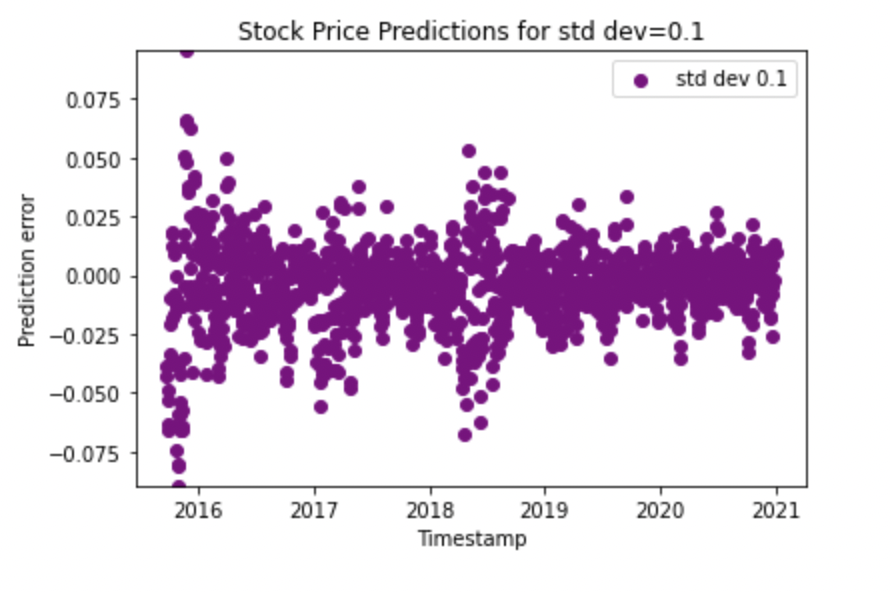 Stock Price Predictions for std dev=0.1
std dev 0.1
0.075
0.050
0.025
0.000
−0.025
−0.050
−0.075
Prediction error
2016 2017 2018 2019 2020 2021
Timestamp